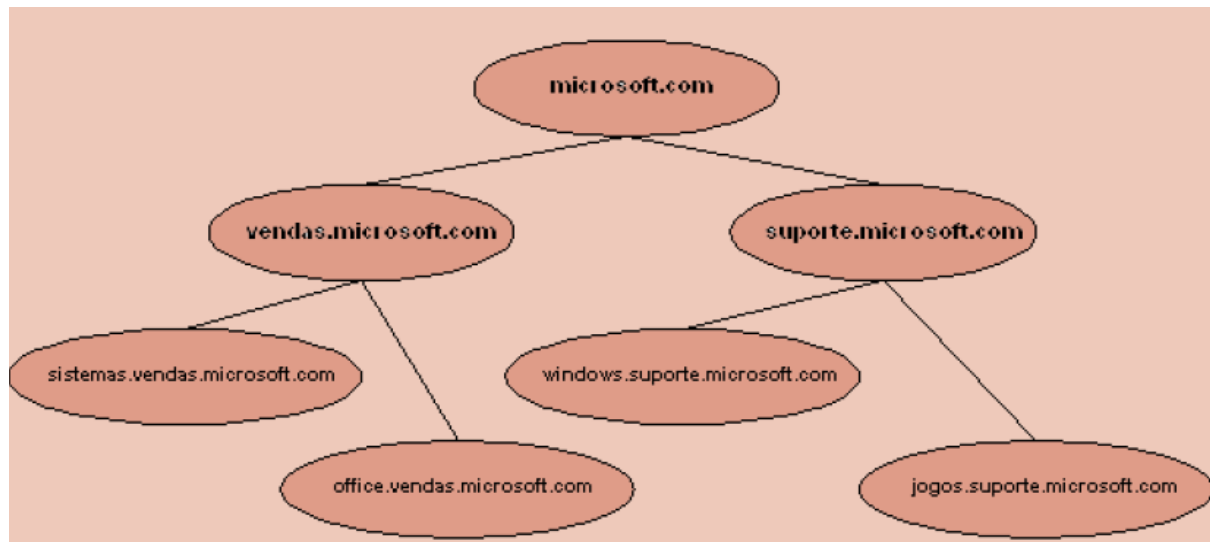 microsoft.com
vendas.microsoft.com
suporte.microsoft.com
sistemas.vendas.microsoft.com
windows.suporte.microsoft.com
office.vendas.microsoft.com
jogos.suporte.microsoft.com